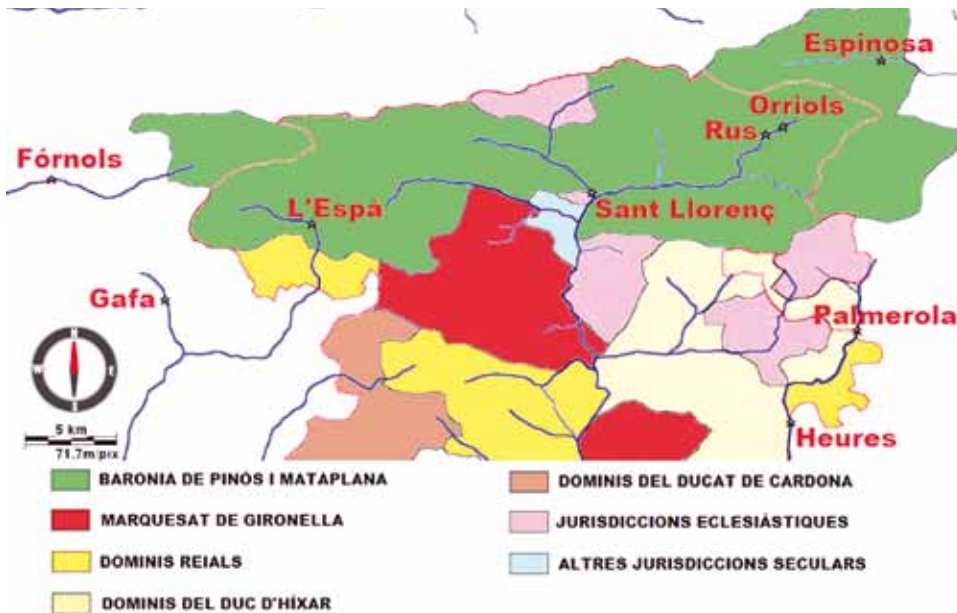 Espinosa
Orriols
Rus
Fórnols
Sant Llorenç
L'Espà
Gafa
Palmerola
Heures
N
W
E
S
5 km
71.7m pix
BARONIA DE PINÓS I MATAPLANA
MARQUESAT DE GIRONELLA
DOMINIS REIALS
DOMINIS DEL DUC D'HÍXAR
DOMINIS DEL DUCAT DE CARDONA
JURISDICCIONS ECLESIÀSTIQUES
ALTRES JURISDICCIONS SECULARS